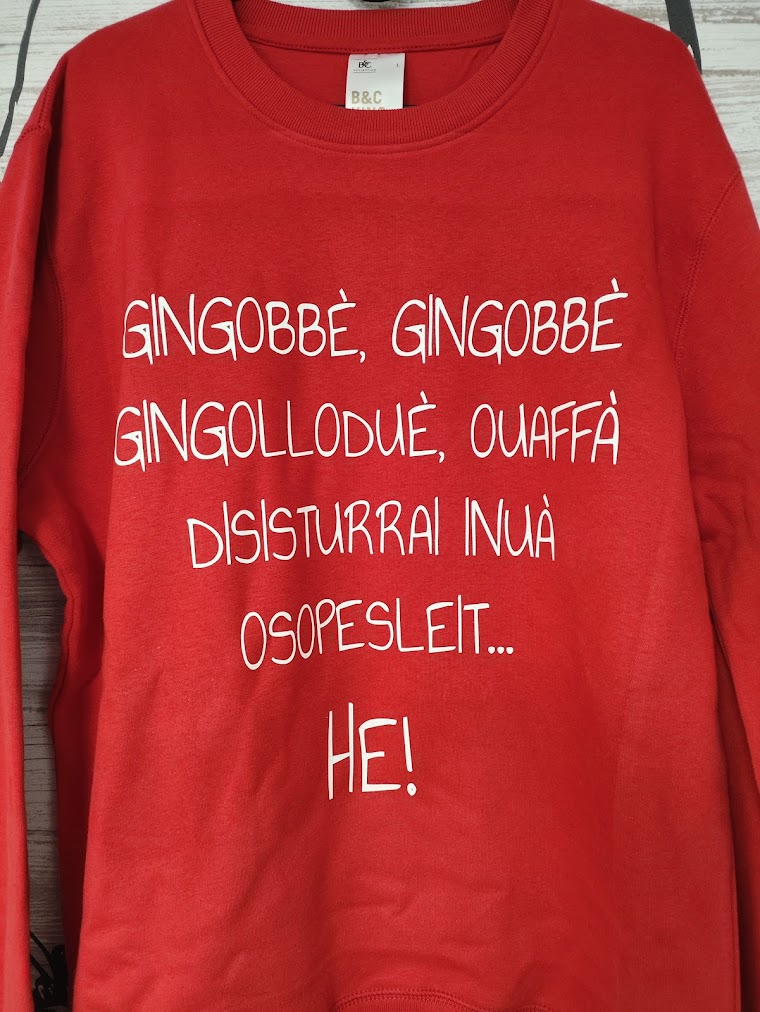 B&C
B&C
GINGOBBÈ, GINGOBBÈ
GINGOLLODUÈ, OUAFFÀ
DISISTURRAI INUÀ
OSOPESLEIT...
HE!